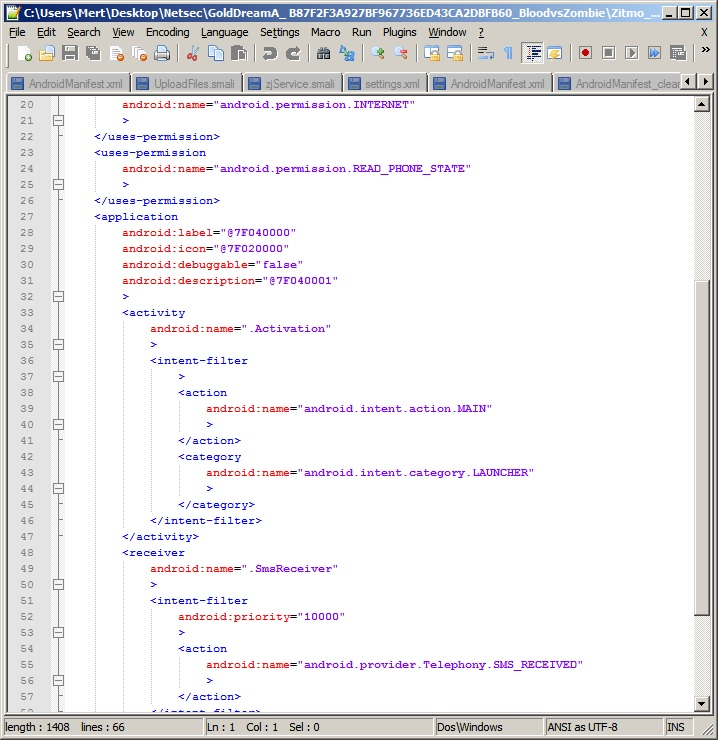 C:\Users\Mert\Desktop\Netsec\GoldDreamA_ B87F2F3A927BF967736ED43CA2DBFB60_BloodvsZombie\Zitmo_...
File Edit Search View Encoding Language Settings Macro Run Plugins Window ? X
AndroidManifest.xml UploadFiles.smali zjService.smali settings.xml AndroidManifest.xml AndroidManifest_clear
20 android:name="android.permission.INTERNET"
21 >
22 </uses-permission>
23 <uses-permission
24 android:name="android.permission.READ_PHONE_STATE"
25 >
26 </uses-permission>
27 <application
28 android:label="@7F040000"
29 android:icon="@7F020000"
30 android:debuggable="false"
31 android:description="@7F040001"
32 >
33 <activity
34 android:name=".Activation"
35 >
36 <intent-filter
37 >
38 <action
39 android:name="android.intent.action.MAIN"
40 >
41 </action>
42 <category
43 android:name="android.intent.category.LAUNCHER"
44 >
45 </category>
46 </intent-filter>
47 </activity>
48 <receiver
49 android:name=".SmsReceiver"
50 >
51 <intent-filter
52 android:priority="10000"
53 >
54 <action
55 android:name="android.provider.Telephony.SMS_RECEIVED"
56 >
57 </action>
58 </intent-filter>
length : 1408 lines : 66 Ln : 1 Col : 1 Sel : 0 Dos\Windows ANSI as UTF-8 INS